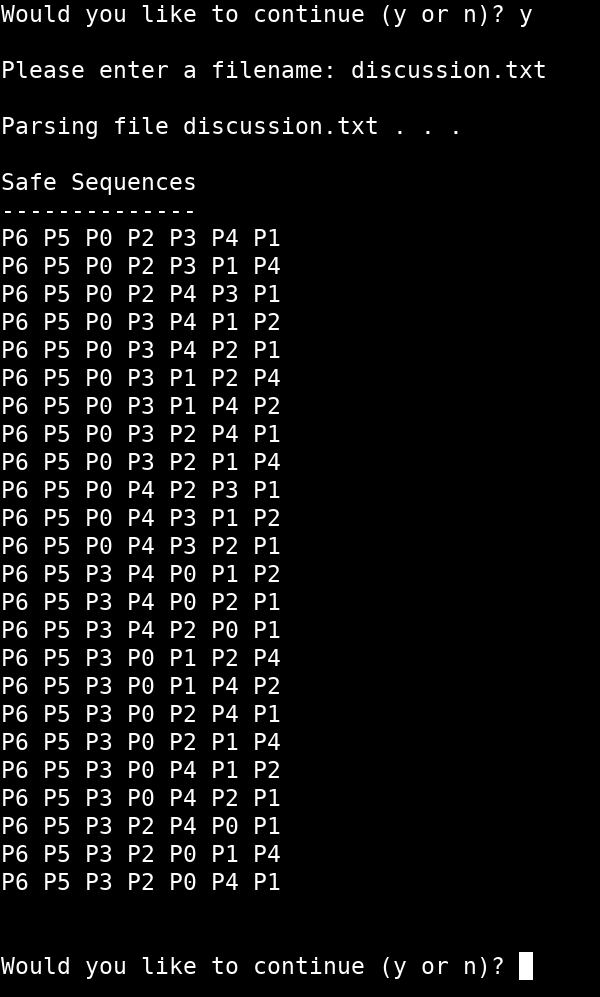 Would you like to continue (y or n)? y
Please enter a filename: discussion.txt
Parsing file discussion.txt . . .
Safe Sequences
--------------
P6 P5 P0 P2 P3 P4 P1
P6 P5 P0 P2 P3 P1 P4
P6 P5 P0 P2 P4 P3 P1
P6 P5 P0 P3 P4 P1 P2
P6 P5 P0 P3 P4 P2 P1
P6 P5 P0 P3 P1 P2 P4
P6 P5 P0 P3 P1 P4 P2
P6 P5 P0 P3 P2 P4 P1
P6 P5 P0 P3 P2 P1 P4
P6 P5 P0 P4 P2 P3 P1
P6 P5 P0 P4 P3 P1 P2
P6 P5 P0 P4 P3 P2 P1
P6 P5 P3 P4 P0 P1 P2
P6 P5 P3 P4 P0 P2 P1
P6 P5 P3 P4 P2 P0 P1
P6 P5 P3 P0 P1 P2 P4
P6 P5 P3 P0 P1 P4 P2
P6 P5 P3 P0 P2 P4 P1
P6 P5 P3 P0 P2 P1 P4
P6 P5 P3 P0 P4 P1 P2
P6 P5 P3 P0 P4 P2 P1
P6 P5 P3 P2 P4 P0 P1
P6 P5 P3 P2 P0 P1 P4
P6 P5 P3 P2 P0 P4 P1
Would you like to continue (y or n)?